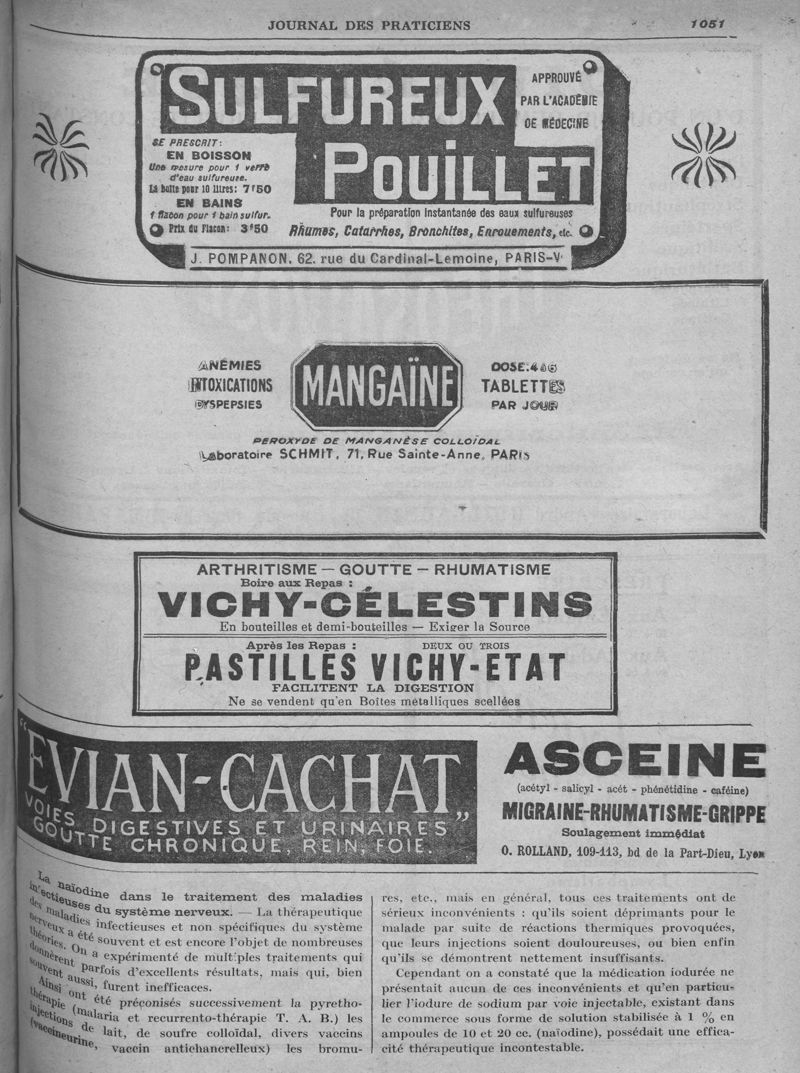 JOURNAL DES PRATICIENS
1051
SULFUREUX
POUILLET
APPROUVÉ
PAR L'ACADÉMIE
DE MÉDECINE
SE PRESCRIT:
EN BOISSON
Une mesure pour 1 verre
d'eau sulfureuse.
La boîte pour 10 litres: 7f50
EN BAINS
1 flacon pour 1 bain sulfur.
Prix du Flacon: 3f50
Pour la préparation instantanée des eaux sulfureuses
Rhumes, Catarrhes, Bronchites, Enrouements, etc.
J. POMPANON, 62, rue du Cardinal-Lemoine, PARIS-Ve
ANÉMIES
INTOXICATIONS
DYSPEPSIES
MANGAÏNE
DOSE: 4 à 6
TABLETTES
PAR JOUR
PEROXYDE DE MANGANÈSE COLLOÏDAL
Laboratoire SCHMIT, 71, Rue Sainte-Anne, PARIS
ARTHRITISME — GOUTTE — RHUMATISME
Boire aux Repas :
VICHY-CÉLESTINS
En bouteilles et demi-bouteilles — Exiger la Source
Après les Repas : DEUX OU TROIS
PASTILLES VICHY-ETAT
FACILITENT LA DIGESTION
Ne se vendent qu'en Boîtes métalliques scellées
"EVIAN-CACHAT"
VOIES DIGESTIVES ET URINAIRES
GOUTTE CHRONIQUE, REIN, FOIE.
ASCEINE
(acétyl - salicyl - acét - phénétidine - caféine)
MIGRAINE-RHUMATISME-GRIPPE
Soulagement immédiat
O. ROLLAND, 109-113, bd de la Part-Dieu, Lyon
La naïodine dans le traitement des maladies
infectieuses du système nerveux. — La thérapeutique
des maladies infectieuses et non spécifiques du système
nerveux a été souvent et est encore l'objet de nombreuses
théories. On a expérimenté de multiples traitements qui
donnèrent parfois d'excellents résultats, mais qui, bien
souvent aussi, furent inefficaces.
Ainsi ont été préconisés successivement la pyretho-
thérapie (malaria et recurrento-thérapie T. A. B.) les
injections de lait, de soufre colloïdal, divers vaccins
(vaccineurine, vaccin antichancrelleux) les bromu-
res, etc., mais en général, tous ces traitements ont de
sérieux inconvénients : qu'ils soient déprimants pour le
malade par suite de réactions thermiques provoquées,
que leurs injections soient douloureuses, ou bien enfin
qu'ils se démontrent nettement insuffisants.
Cependant on a constaté que la médication iodurée ne
présentait aucun de ces inconvénients et qu'en particu-
lier l'iodure de sodium par voie injectable, existant dans
le commerce sous forme de solution stabilisée à 1 % en
ampoules de 10 et 20 cc. (naïodine), possédait une effica-
cité thérapeutique incontestable.